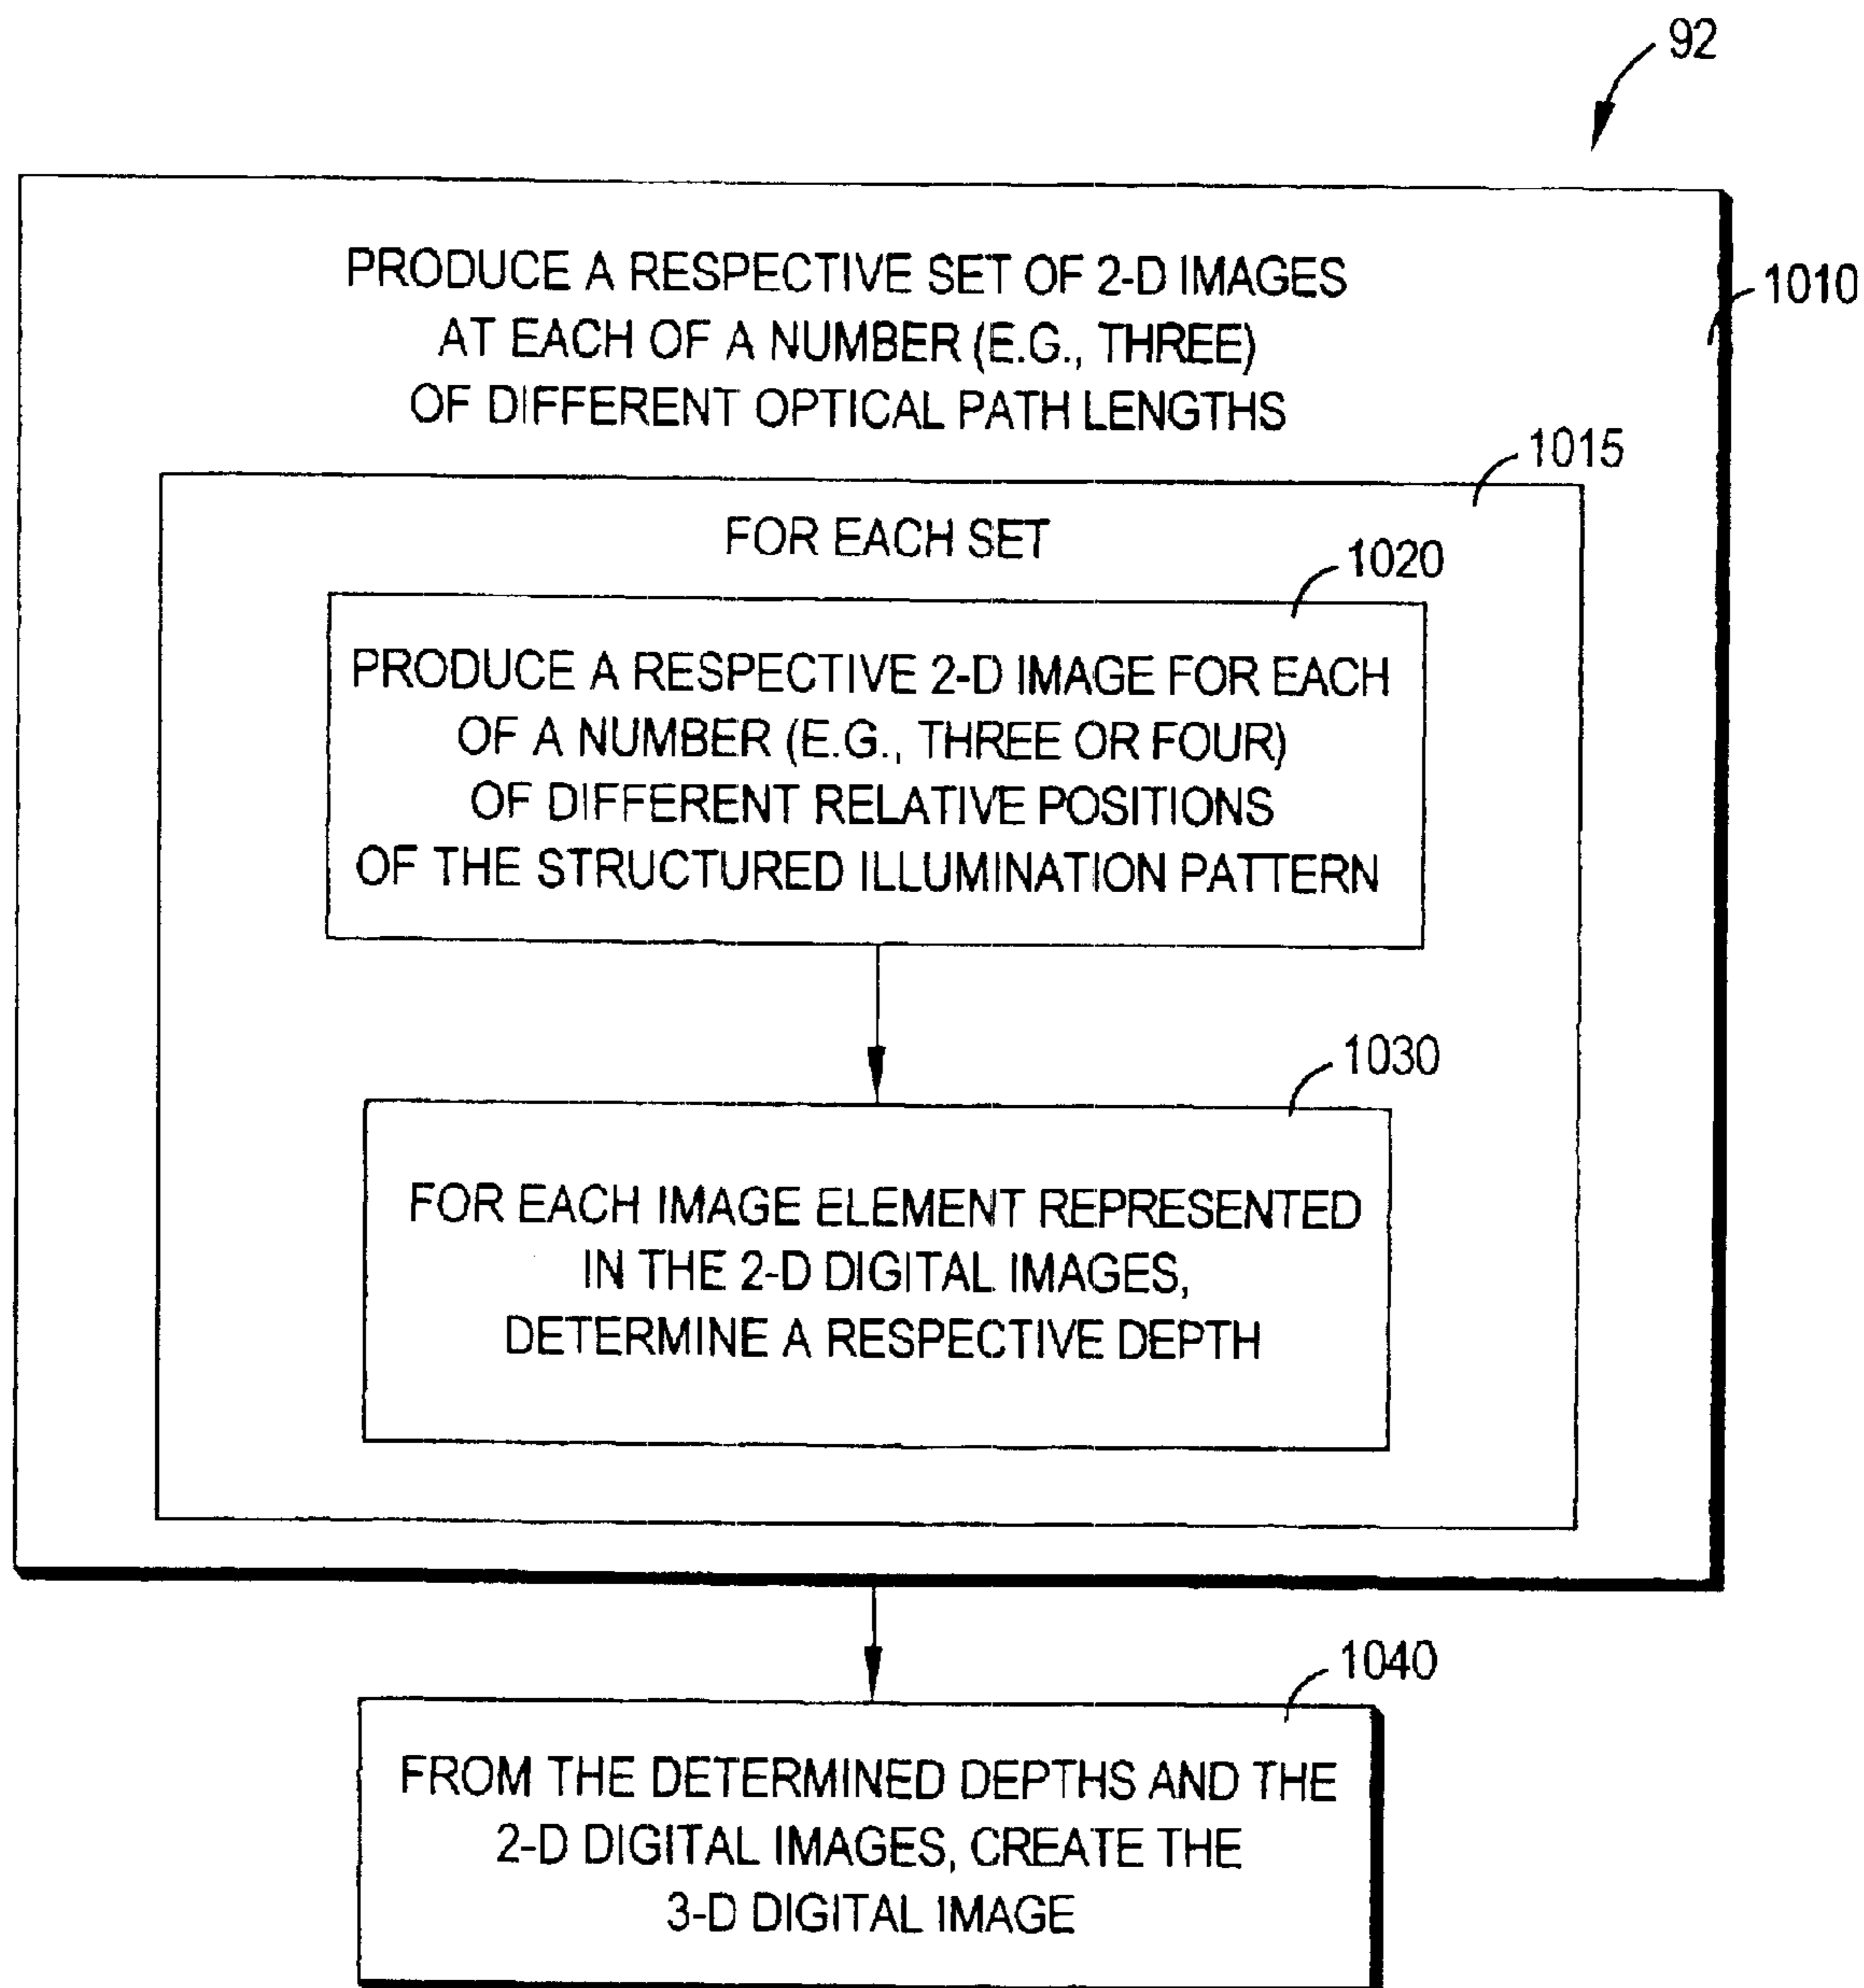 92
PRODUCE A RESPECTIVE SET OF 2-D IMAGES
AT EACH OF A NUMBER (E.G., THREE)
OF DIFFERENT OPTICAL PATH LENGTHS
1010
1015
FOR EACH SET
1020
PRODUCE A RESPECTIVE 2-D IMAGE FOR EACH
OF A NUMBER (E.G., THREE OR FOUR)
OF DIFFERENT RELATIVE POSITIONS
OF THE STRUCTURED ILLUMINATION PATTERN
1030
FOR EACH IMAGE ELEMENT REPRESENTED
IN THE 2-D DIGITAL IMAGES,
DETERMINE A RESPECTIVE DEPTH
1040
FROM THE DETERMINED DEPTHS AND THE
2-D DIGITAL IMAGES, CREATE THE
3-D DIGITAL IMAGE